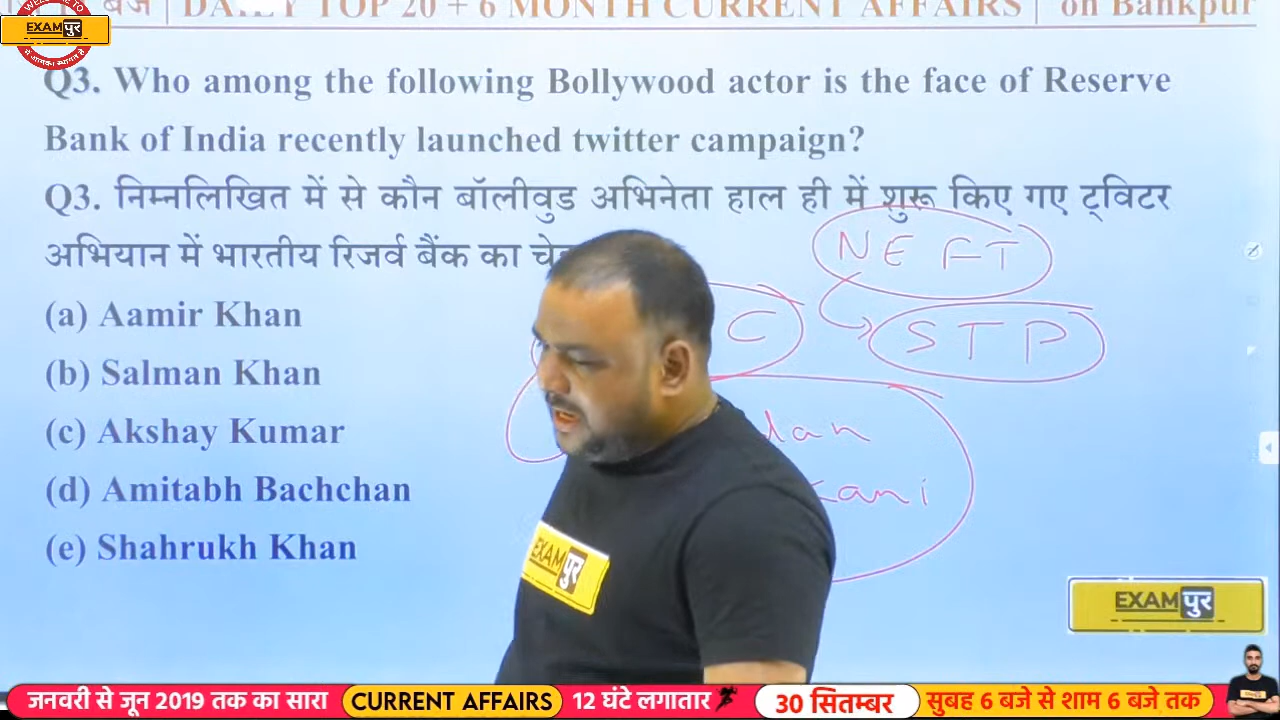 DAILY TOP 20 + 6 MONTH CURRENT AFFAIRS | on Bankpur
EXAMपुर
Q3. Who among the following Bollywood actor is the face of Reserve
Bank of India recently launched twitter campaign?
Q3. निम्नलिखित में से कौन बॉलीवुड अभिनेता हाल ही में शुरू किए गए ट्विटर
अभियान में भारतीय रिजर्व बैंक का
NEFT
(a) Aamir Khan
C
STP
(b) Salman Khan
(c) Akshay Kumar
(d) Amitabh Bachchan
(e) Shahrukh Khan
EXAMपुर
EXAMपुर
जनवरी से जून 2019 तक का सारा CURRENT AFFAIRS 12 घंटे लगातार 30 सितम्बर सुबह 6 बजे से शाम 6 बजे तक